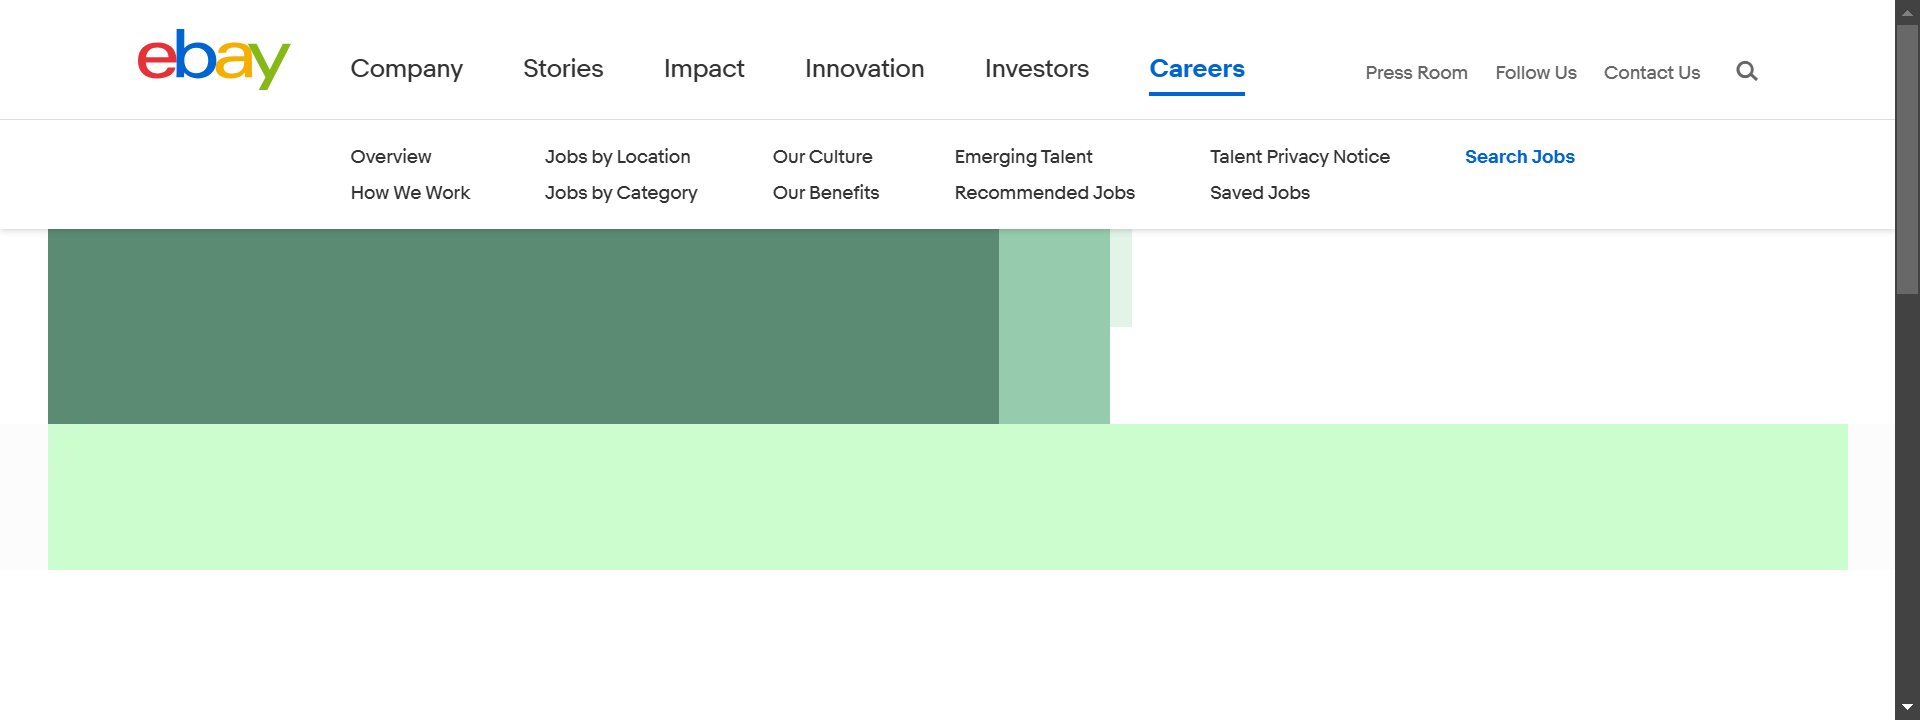 ebay
Company Stories Impact Innovation Investors Careers Press Room Follow Us Contact Us
Overview Jobs by Location Our Culture Emerging Talent Talent Privacy Notice Search Jobs
How We Work Jobs by Category Our Benefits Recommended Jobs Saved Jobs